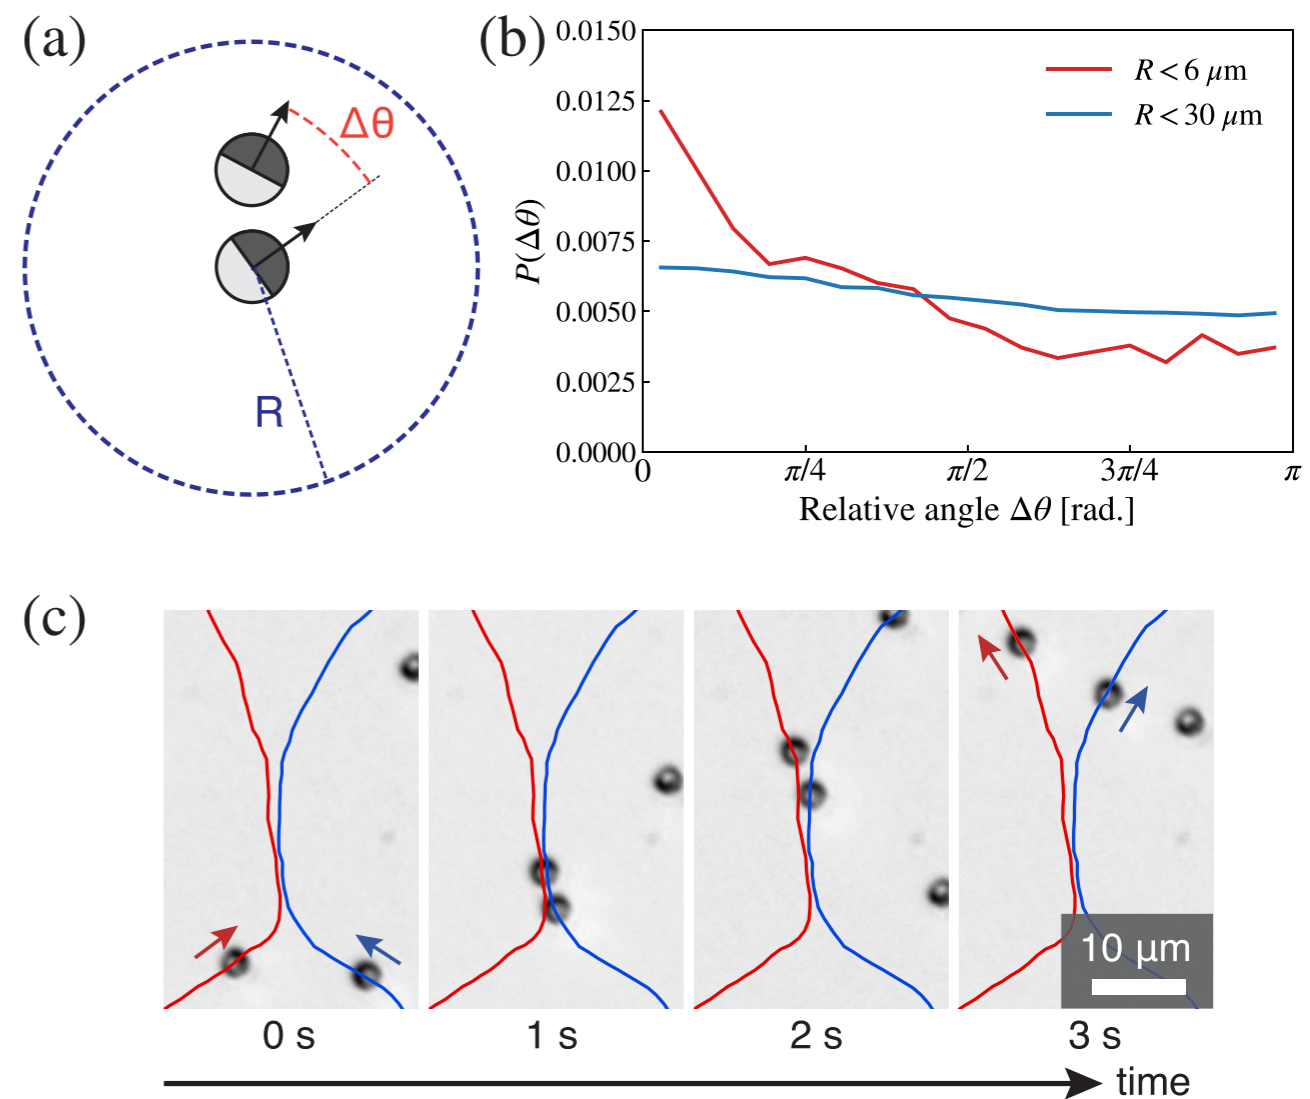 (a)
Δθ
R
(b)
0.0150
0.0125
0.0100
0.0075
0.0050
0.0025
0.0000
P(Δθ)
R < 6 μm
R < 30 μm
0 π/4 π/2 3π/4 π
Relative angle Δθ [rad.]
(c)
10 μm
0 s 1 s 2 s 3 s
time